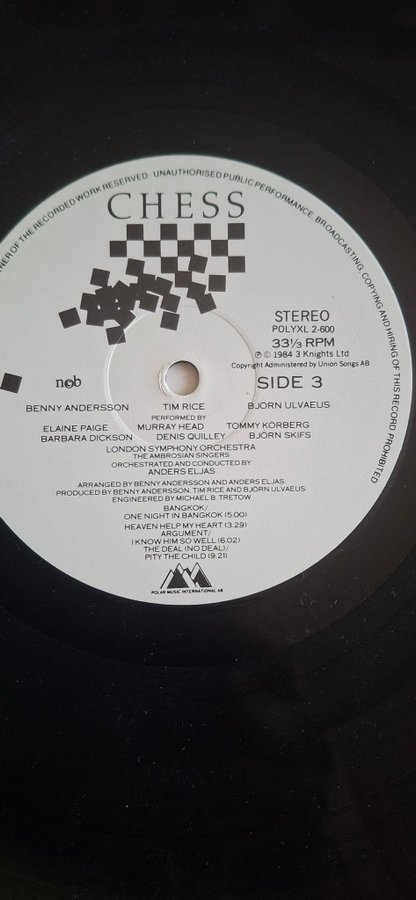 NER OF THE RECORDED WORK RESERVED · UNAUTHORISED PUBLIC PERFORMANCE, BROADCASTING, COPYING AND HIRING OF THIS RECORD PROHIBITED
CHESS
STEREO
POLYXL 2-600
33⅓ RPM
℗ © 1984 3 Knights Ltd
Copyright Administered by Union Songs AB
n©b
SIDE 3
BENNY ANDERSSON TIM RICE BJORN ULVAEUS
PERFORMED BY
ELAINE PAIGE MURRAY HEAD TOMMY KÖRBERG
BARBARA DICKSON DENIS QUILLEY BJÖRN SKIFS
LONDON SYMPHONY ORCHESTRA
THE AMBROSIAN SINGERS
ORCHESTRATED AND CONDUCTED BY
ANDERS ELJAS
ARRANGED BY BENNY ANDERSSON AND ANDERS ELJAS
PRODUCED BY BENNY ANDERSSON, TIM RICE AND BJÖRN ULVAEUS
ENGINEERED BY MICHAEL B. TRETOW
BANGKOK/
ONE NIGHT IN BANGKOK (5.00)
HEAVEN HELP MY HEART (3.29)
ARGUMENT/
I KNOW HIM SO WELL (6.02)
THE DEAL (NO DEAL)/
PITY THE CHILD (9.21)
POLAR MUSIC INTERNATIONAL AB